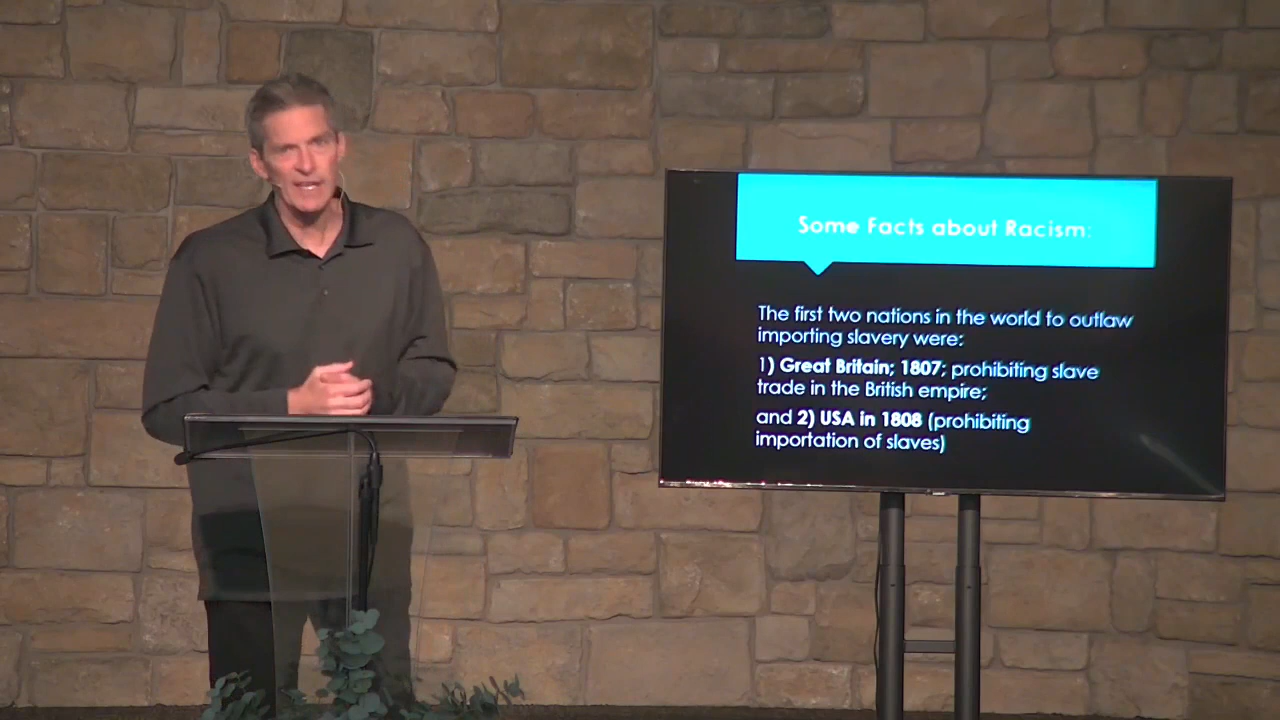 Some Facts about Racism:
The first two nations in the world to outlaw
importing slavery were:
1) Great Britain; 1807; prohibiting slave
trade in the British empire;
and 2) USA in 1808 (prohibiting
importation of slaves)